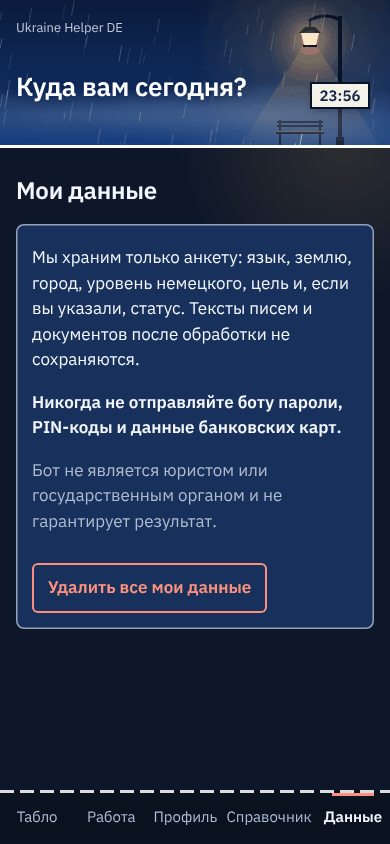 Ukraine Helper DE
Куда вам сегодня?
23:56
Мои данные
Мы храним только анкету: язык, землю,
город, уровень немецкого, цель и, если
вы указали, статус. Тексты писем и
документов после обработки не
сохраняются.
Никогда не отправляйте боту пароли,
PIN-коды и данные банковских карт.
Бот не является юристом или
государственным органом и не
гарантирует результат.
Удалить все мои данные
Табло Работа Профиль Справочник Данные